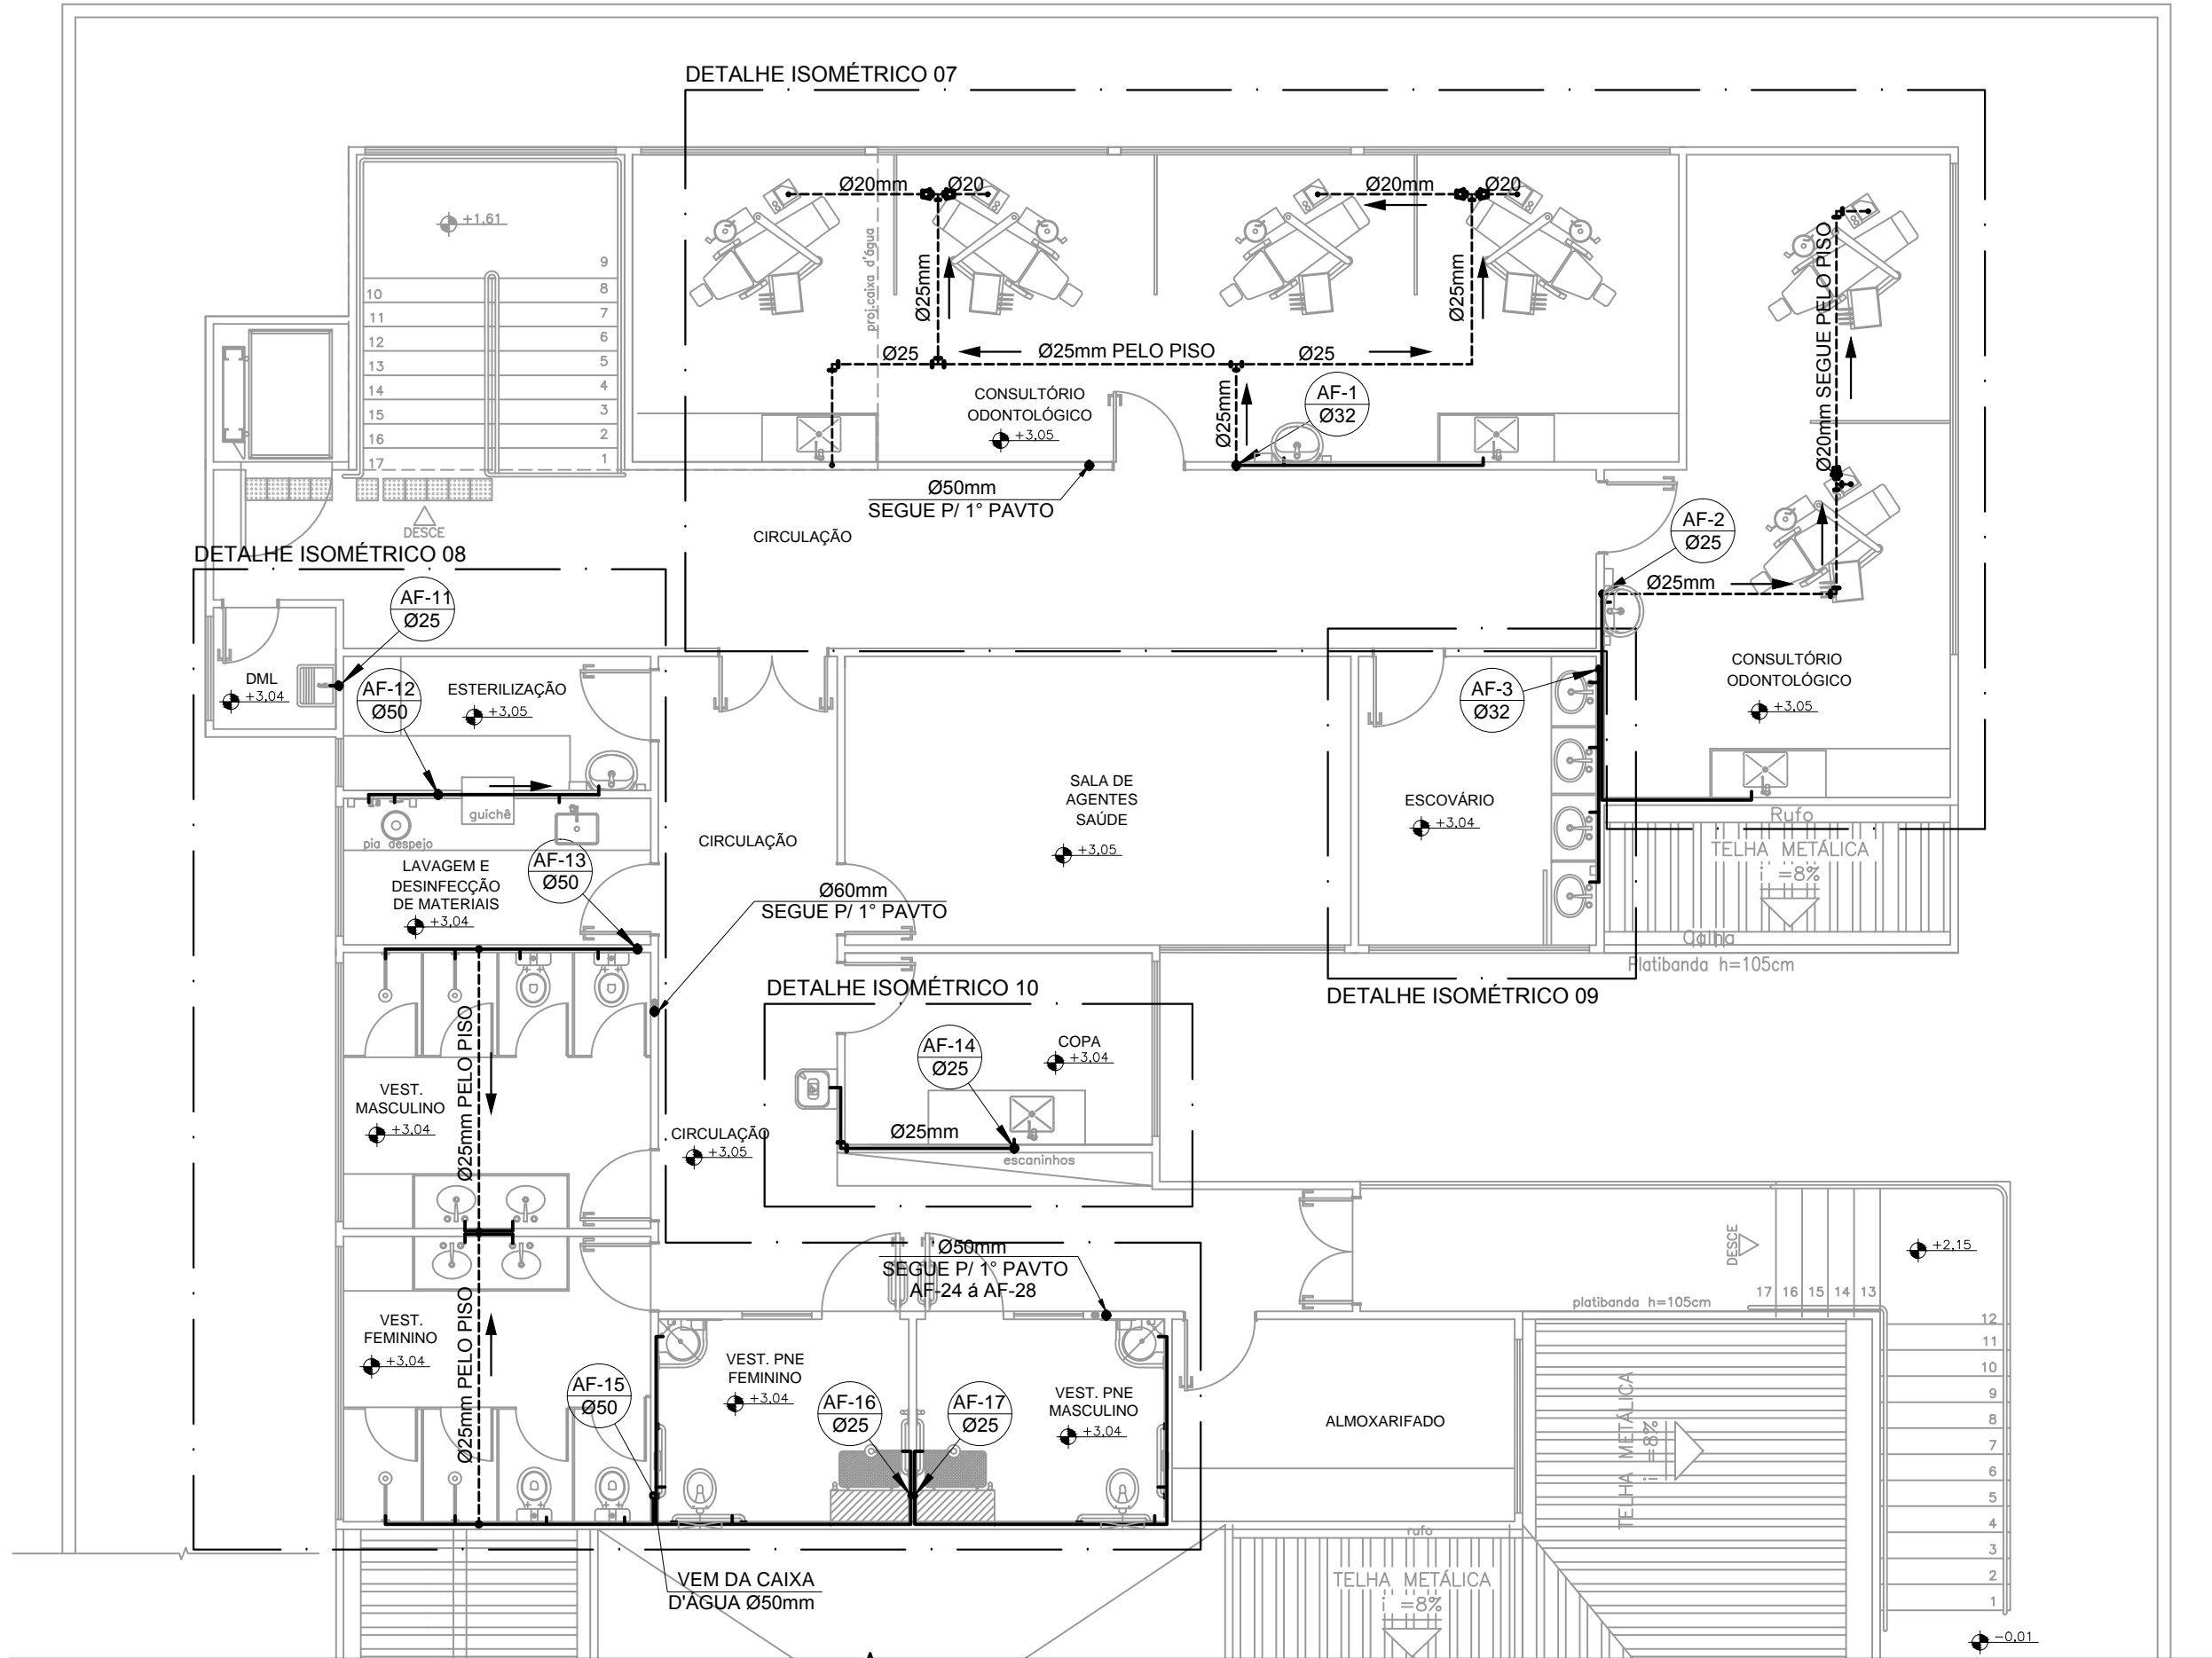 DETALHE ISOMÉTRICO 07
Ø20mm
Ø20
Ø20mm
Ø20
+1.61
proj.caixa d'água
Ø25mm
Ø25mm
Ø20mm SEGUE PELO PISO
9
8
7
6
5
4
3
2
1
10
11
12
13
14
15
16
17
Ø25
Ø25mm PELO PISO
Ø25
CONSULTÓRIO
ODONTOLÓGICO
+3,05
Ø25mm
AF-1
Ø32
Ø50mm
SEGUE P/ 1° PAVTO
DESCE
CIRCULAÇÃO
AF-2
Ø25
DETALHE ISOMÉTRICO 08
Ø25mm
AF-11
Ø25
DML
+3,04
AF-12
Ø50
ESTERILIZAÇÃO
+3,05
AF-3
Ø32
CONSULTÓRIO
ODONTOLÓGICO
+3,05
SALA DE
AGENTES
SAÚDE
+3,05
ESCOVÁRIO
+3,04
guichê
pia despejo
CIRCULAÇÃO
Rufo
TELHA METÁLICA
i =8%
LAVAGEM E
DESINFECÇÃO
DE MATERIAIS
+3,04
AF-13
Ø50
Ø60mm
SEGUE P/ 1° PAVTO
Calha
Platibanda h=105cm
DETALHE ISOMÉTRICO 10
DETALHE ISOMÉTRICO 09
Ø25mm PELO PISO
AF-14
Ø25
COPA
+3,04
VEST.
MASCULINO
+3,04
CIRCULAÇÃO
+3,05
Ø25mm
escaninhos
Ø50mm
SEGUE P/ 1° PAVTO
AF-24 á AF-28
DESCE
+2,15
17
16
15
14
13
platibanda h=105cm
Ø25mm PELO PISO
VEST.
FEMININO
+3,04
AF-15
Ø50
VEST. PNE
FEMININO
+3,04
AF-16
Ø25
AF-17
Ø25
VEST. PNE
MASCULINO
+3,04
ALMOXARIFADO
TELHA METÁLICA
i =8%
12
11
10
9
8
7
6
5
4
3
2
1
rufo
VEM DA CAIXA
D'ÁGUA Ø50mm
TELHA METÁLICA
i =8%
-0,01